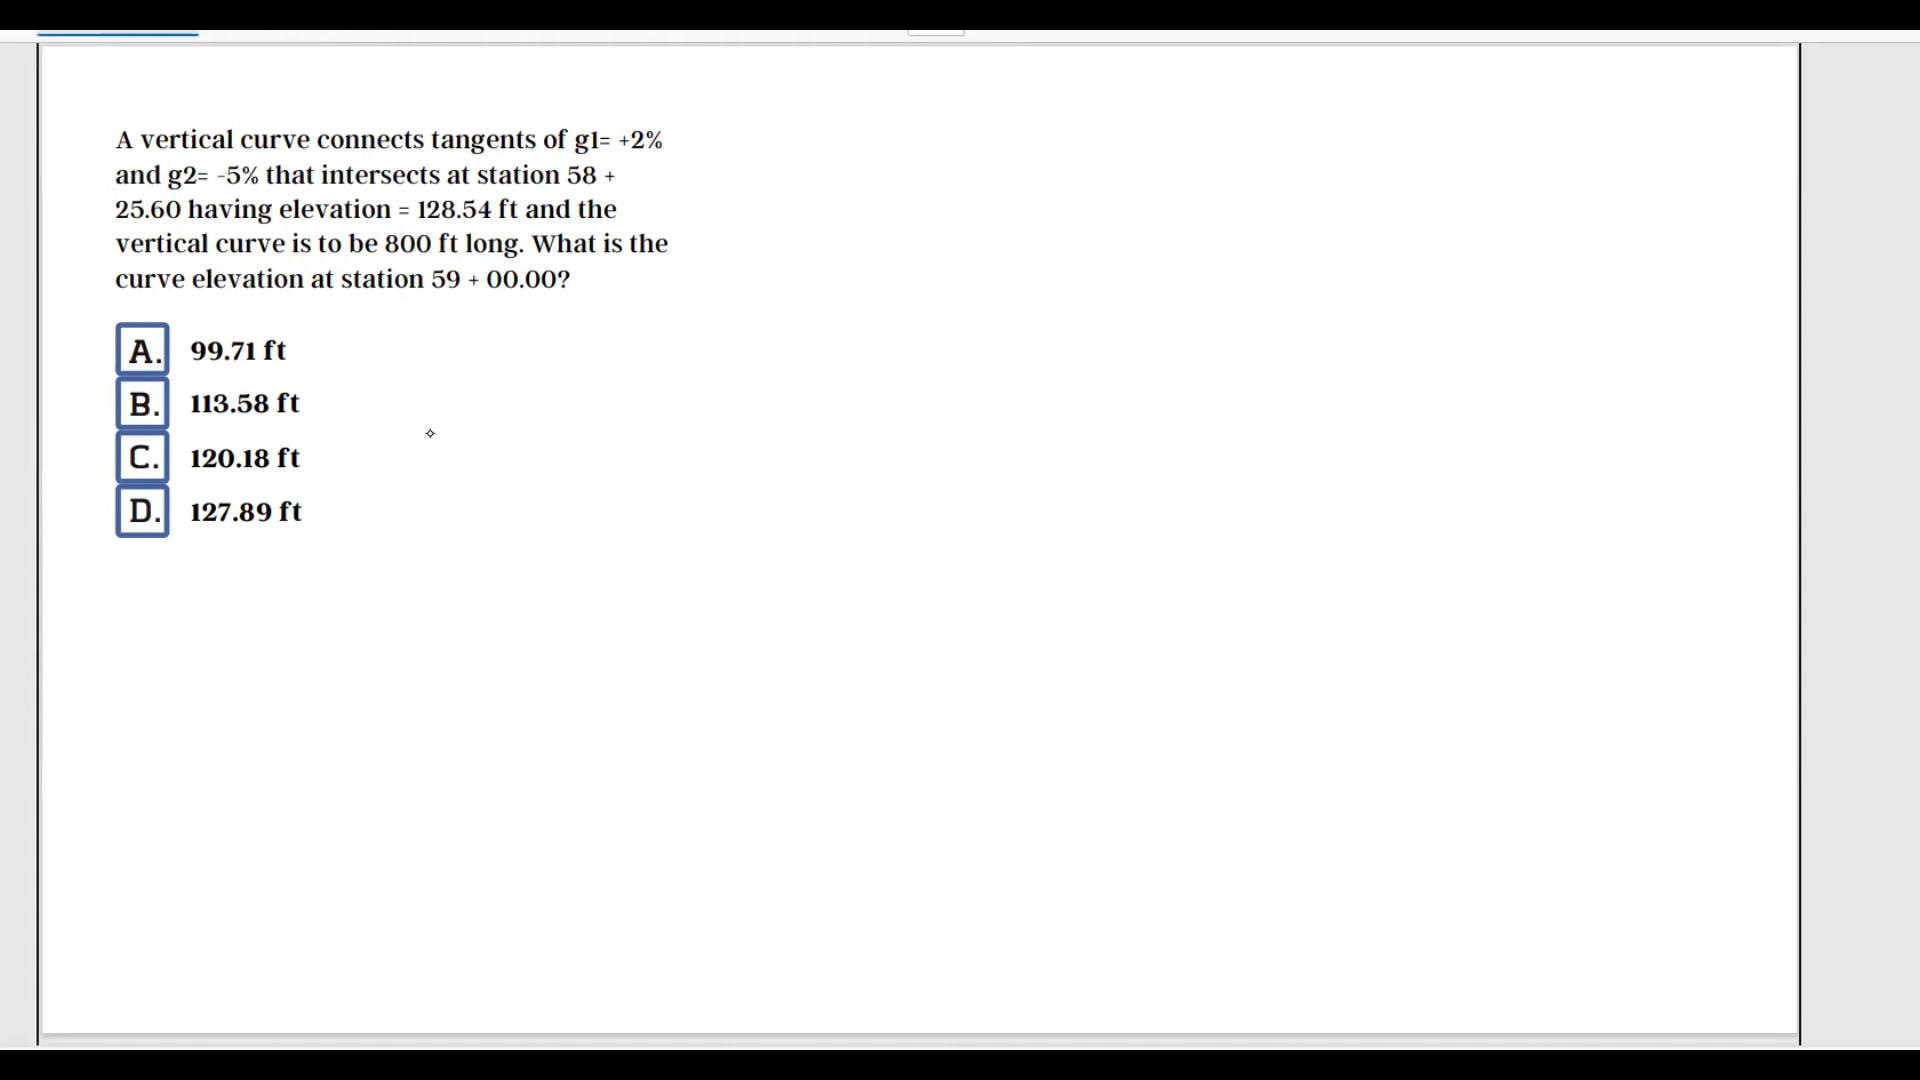 A vertical curve connects tangents of g1= +2%
and g2= -5% that intersects at station 58 +
25.60 having elevation = 128.54 ft and the
vertical curve is to be 800 ft long. What is the
curve elevation at station 59 + 00.00?
A. 99.71 ft
B. 113.58 ft
C. 120.18 ft
D. 127.89 ft